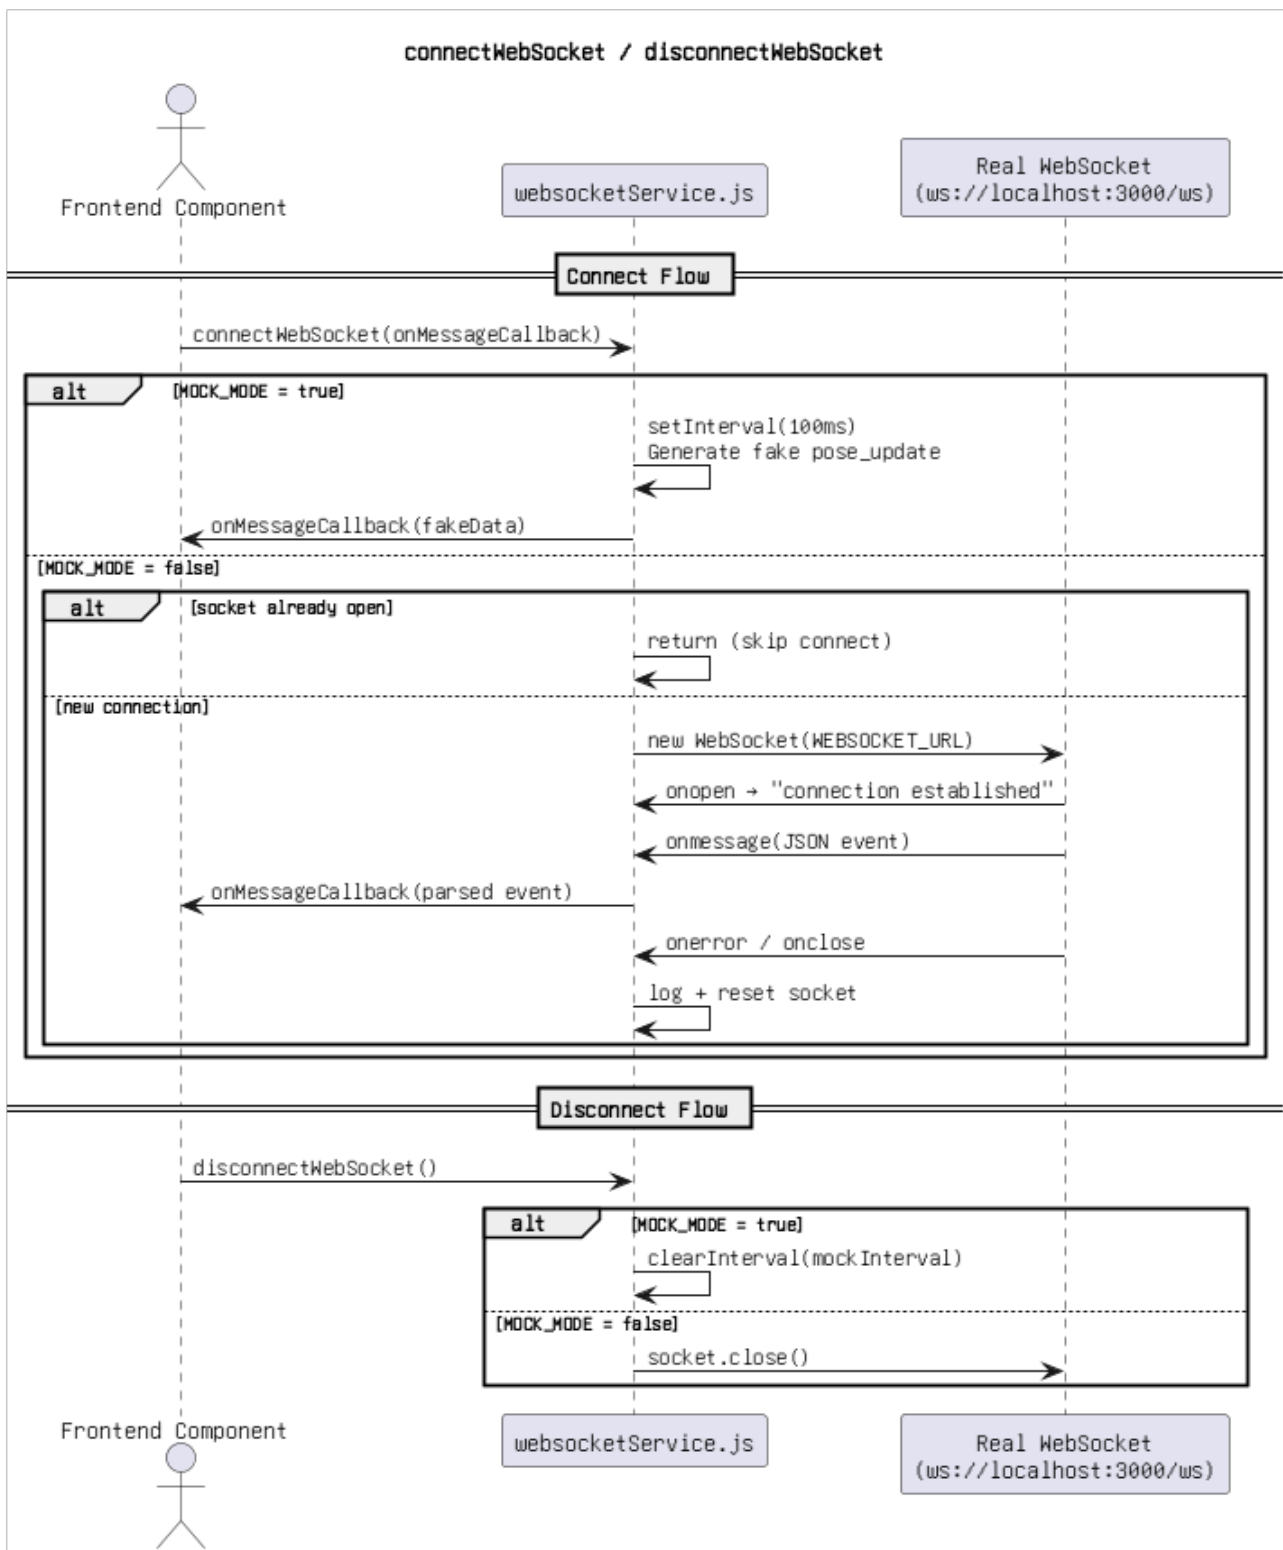 connectWebSocket / disconnectWebSocket
Frontend Component
websocketService.js
Real WebSocket
(ws://localhost:3000/ws)
Connect Flow
connectWebSocket(onMessageCallback)
alt
[MOCK_MODE = true]
setInterval(100ms)
Generate fake pose_update
onMessageCallback(fakeData)
[MOCK_MODE = false]
alt
[socket already open]
return (skip connect)
[new connection]
new WebSocket(WEBSOCKET_URL)
onopen → "connection established"
onmessage(JSON event)
onMessageCallback(parsed event)
onerror / onclose
log + reset socket
Disconnect Flow
disconnectWebSocket()
alt
[MOCK_MODE = true]
clearInterval(mockInterval)
[MOCK_MODE = false]
socket.close()
Frontend Component
websocketService.js
Real WebSocket
(ws://localhost:3000/ws)